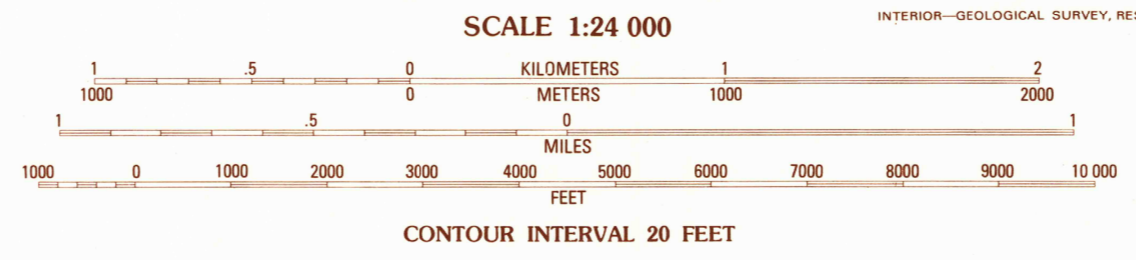 INTERIOR—GEOLOGICAL SURVEY, RES
SCALE 1:24 000
1 .5 0 KILOMETERS 1 2
1000 0 METERS 1000 2000
1 .5 0 1
MILES
1000 0 1000 2000 3000 4000 5000 6000 7000 8000 9000 10 000
FEET
CONTOUR INTERVAL 20 FEET